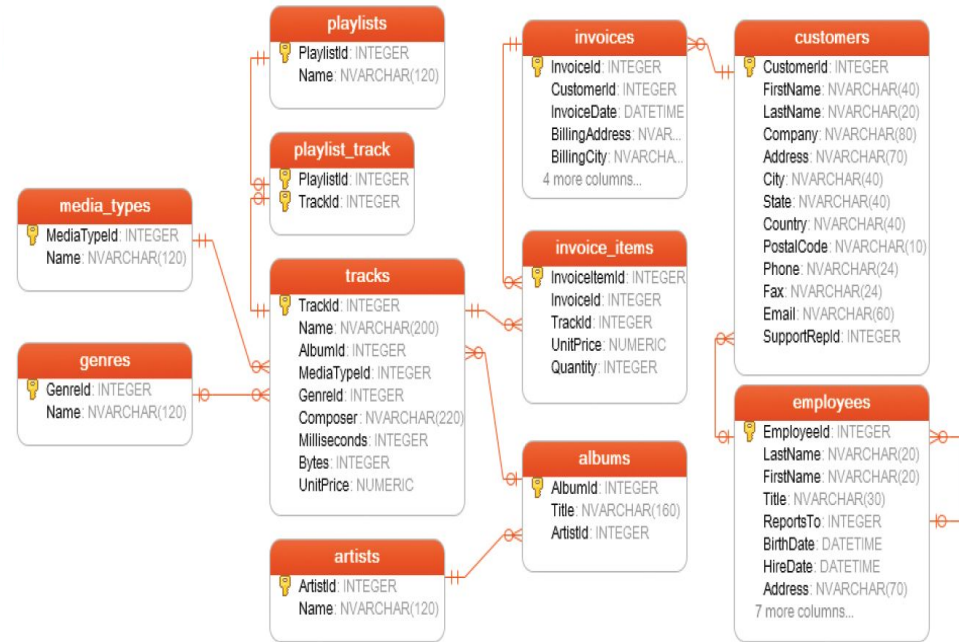 playlists
PlaylistId: INTEGER
Name: NVARCHAR(120)
playlist_track
PlaylistId: INTEGER
TrackId: INTEGER
media_types
MediaTypeId: INTEGER
Name: NVARCHAR(120)
genres
GenreId: INTEGER
Name: NVARCHAR(120)
tracks
TrackId: INTEGER
Name: NVARCHAR(200)
AlbumId: INTEGER
MediaTypeId: INTEGER
GenreId: INTEGER
Composer: NVARCHAR(220)
Milliseconds: INTEGER
Bytes: INTEGER
UnitPrice: NUMERIC
artists
ArtistId: INTEGER
Name: NVARCHAR(120)
invoices
InvoiceId: INTEGER
CustomerId: INTEGER
InvoiceDate: DATETIME
BillingAddress: NVAR...
BillingCity: NVARCHA...
4 more columns...
invoice_items
InvoiceItemId: INTEGER
InvoiceId: INTEGER
TrackId: INTEGER
UnitPrice: NUMERIC
Quantity: INTEGER
albums
AlbumId: INTEGER
Title: NVARCHAR(160)
ArtistId: INTEGER
customers
CustomerId: INTEGER
FirstName: NVARCHAR(40)
LastName: NVARCHAR(20)
Company: NVARCHAR(80)
Address: NVARCHAR(70)
City: NVARCHAR(40)
State: NVARCHAR(40)
Country: NVARCHAR(40)
PostalCode: NVARCHAR(10)
Phone: NVARCHAR(24)
Fax: NVARCHAR(24)
Email: NVARCHAR(60)
SupportRepId: INTEGER
employees
EmployeeId: INTEGER
LastName: NVARCHAR(20)
FirstName: NVARCHAR(20)
Title: NVARCHAR(30)
ReportsTo: INTEGER
BirthDate: DATETIME
HireDate: DATETIME
Address: NVARCHAR(70)
7 more columns...